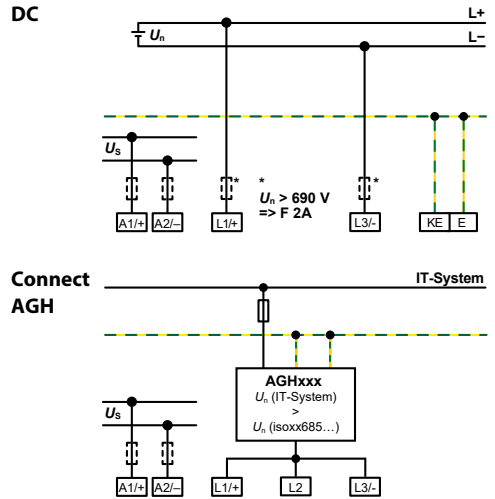 DC
L+
Un
L−
US
*
*
*
Un > 690 V
=> F 2A
A1/+ A2/– L1/+ L3/- KE E
Connect
AGH
IT-System
AGHxxx
Un (IT-System)
>
Un (isoxx685…)
US
A1/+ A2/– L1/+ L2 L3/-